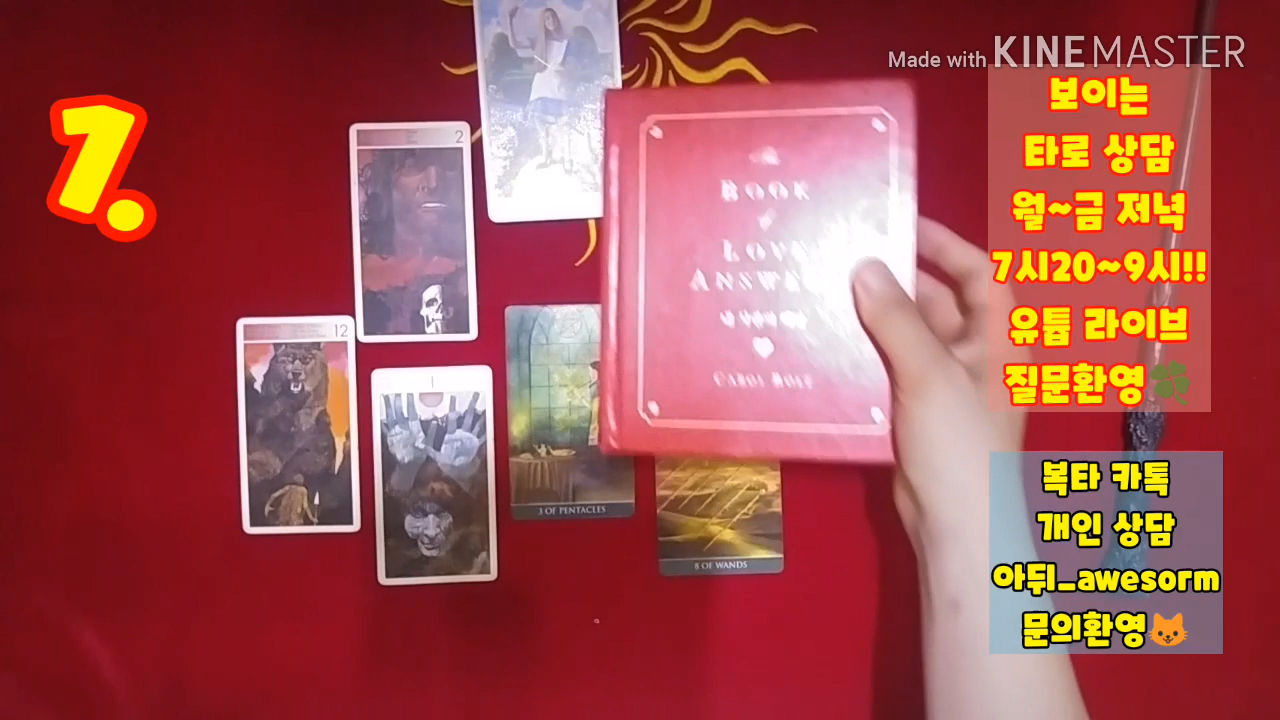 Made with KINEMASTER
1.
보이는
타로 상담
월~금 저녁
7시20~9시!!
유튭 라이브
질문환영🍀
복타 카톡
개인 상담
아뒤_awesorm
문의환영🐱
2
12
1
3 OF PENTACLES
8 OF WANDS
BOOK
LOVE